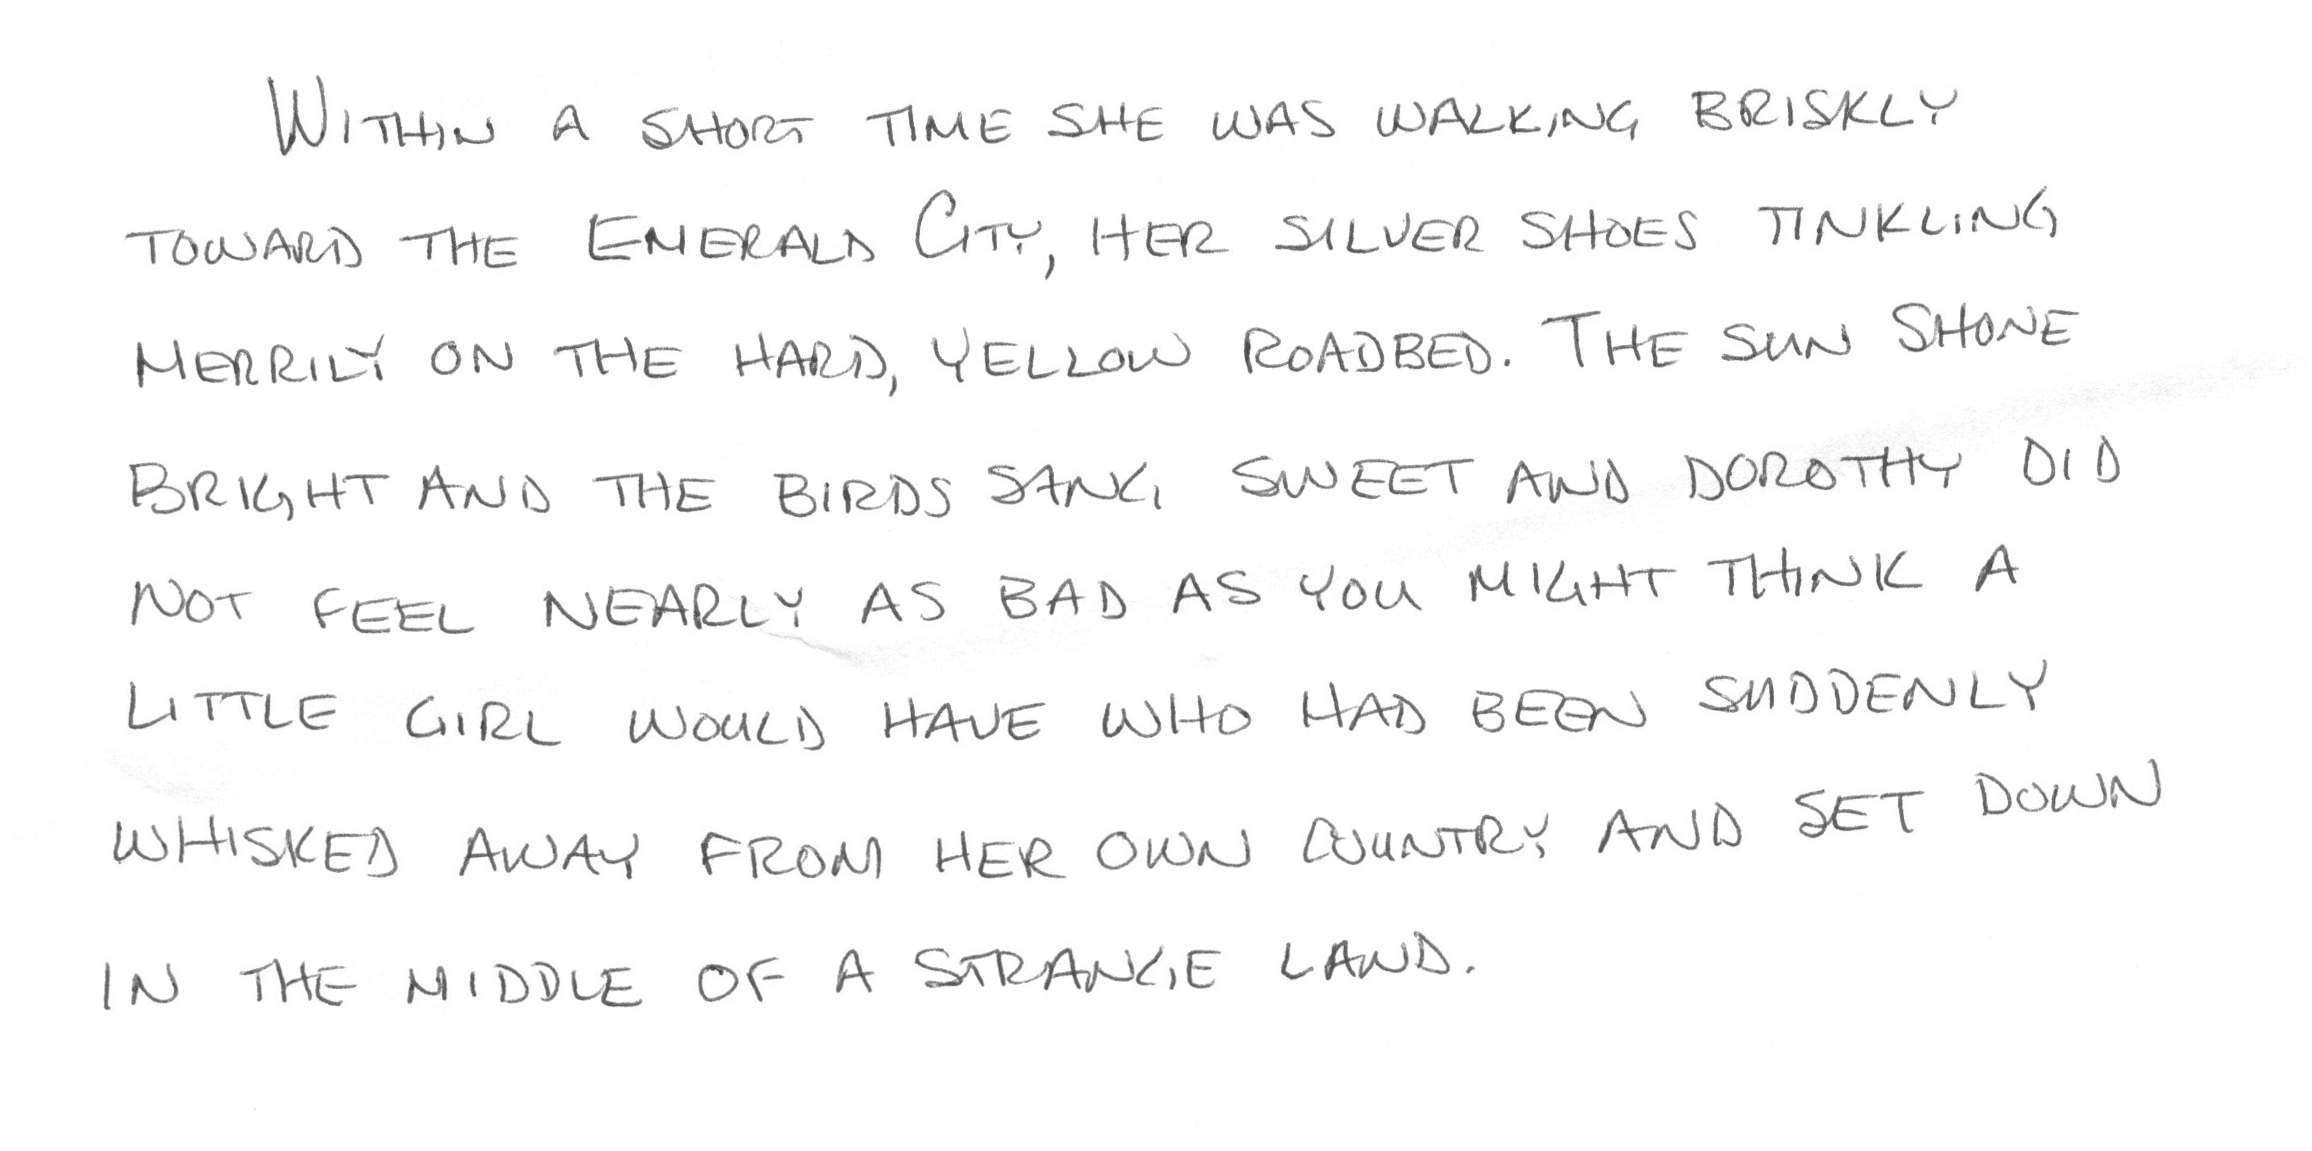 WITHIN A SHORT TIME SHE WAS WALKING BRISKLY
TOWARD THE EMERALD CITY, HER SILVER SHOES TINKLING
MERRILY ON THE HARD, YELLOW ROADBED. THE SUN SHONE
BRIGHT AND THE BIRDS SANG SWEET AND DOROTHY DID
NOT FEEL NEARLY AS BAD AS YOU MIGHT THINK A
LITTLE GIRL WOULD HAVE WHO HAD BEEN SUDDENLY
WHISKED AWAY FROM HER OWN COUNTRY AND SET DOWN
IN THE MIDDLE OF A STRANGE LAND.